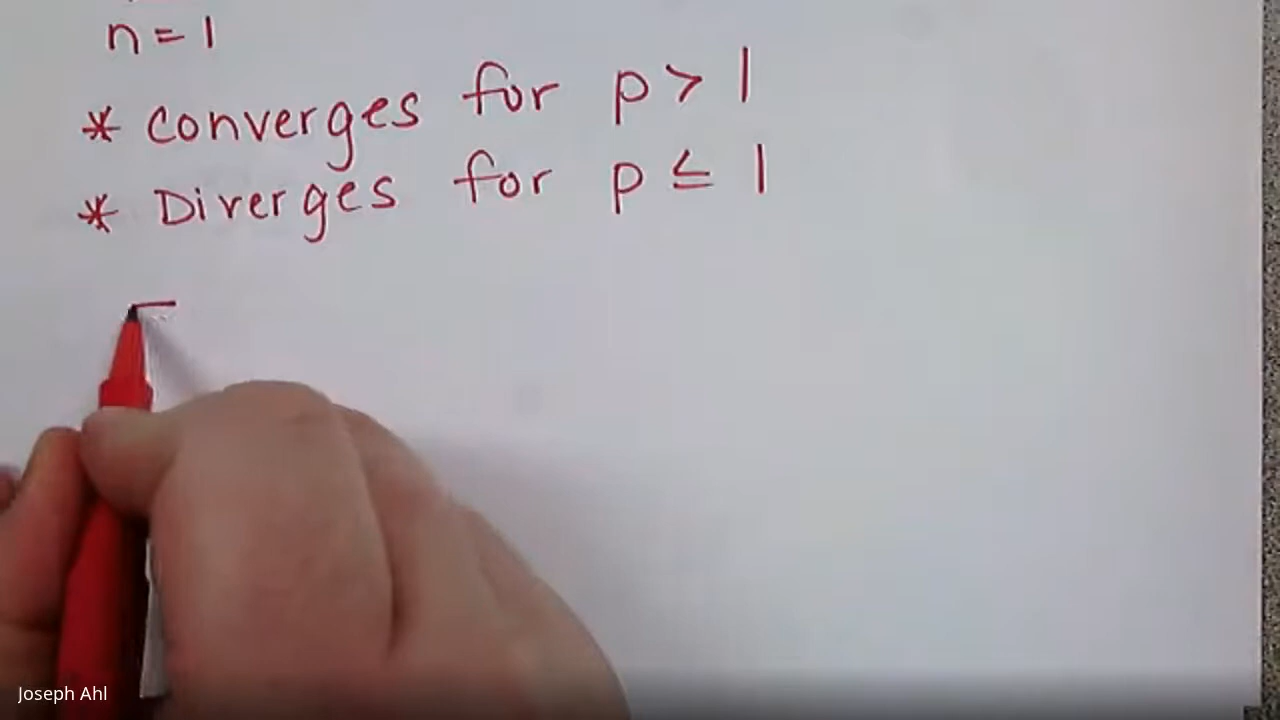 n = 1
* Converges for p > 1
* Diverges for p ≤ 1
Joseph Ahl